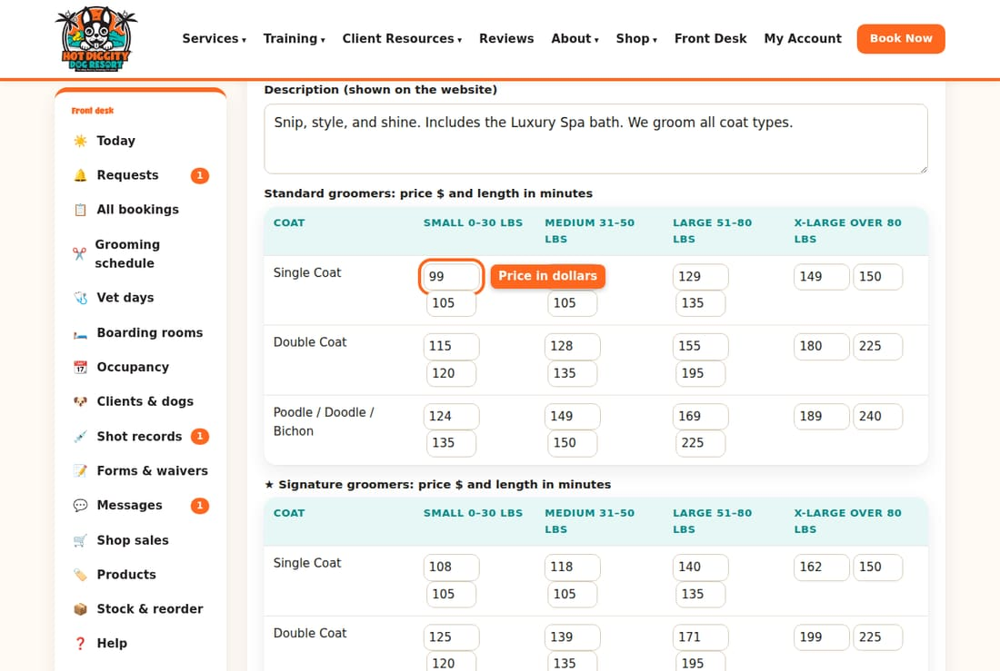 HOT DIGGITY
DOG RESORT
Services ▾ Training ▾ Client Resources ▾ Reviews About ▾ Shop ▾ Front Desk My Account Book Now
Front desk
☀️ Today
🔔 Requests 1
📋 All bookings
✂️ Grooming
schedule
🩺 Vet days
🛏️ Boarding rooms
📆 Occupancy
🐶 Clients & dogs
💉 Shot records 1
📝 Forms & waivers
💬 Messages 1
🛒 Shop sales
🏷️ Products
📦 Stock & reorder
❓ Help
Description (shown on the website)
Snip, style, and shine. Includes the Luxury Spa bath. We groom all coat types.
Standard groomers: price $ and length in minutes
COAT SMALL 0–30 LBS MEDIUM 31–50 LBS LARGE 51–80 LBS X-LARGE OVER 80 LBS
Single Coat 99 Price in dollars 129 149 150
105 105 135
Double Coat 115 128 155 180 225
120 135 195
Poodle / Doodle / 124 149 169 189 240
Bichon 135 150 225
★ Signature groomers: price $ and length in minutes
COAT SMALL 0–30 LBS MEDIUM 31–50 LBS LARGE 51–80 LBS X-LARGE OVER 80 LBS
Single Coat 108 118 140 162 150
105 105 135
Double Coat 125 139 171 199 225
120 135 195